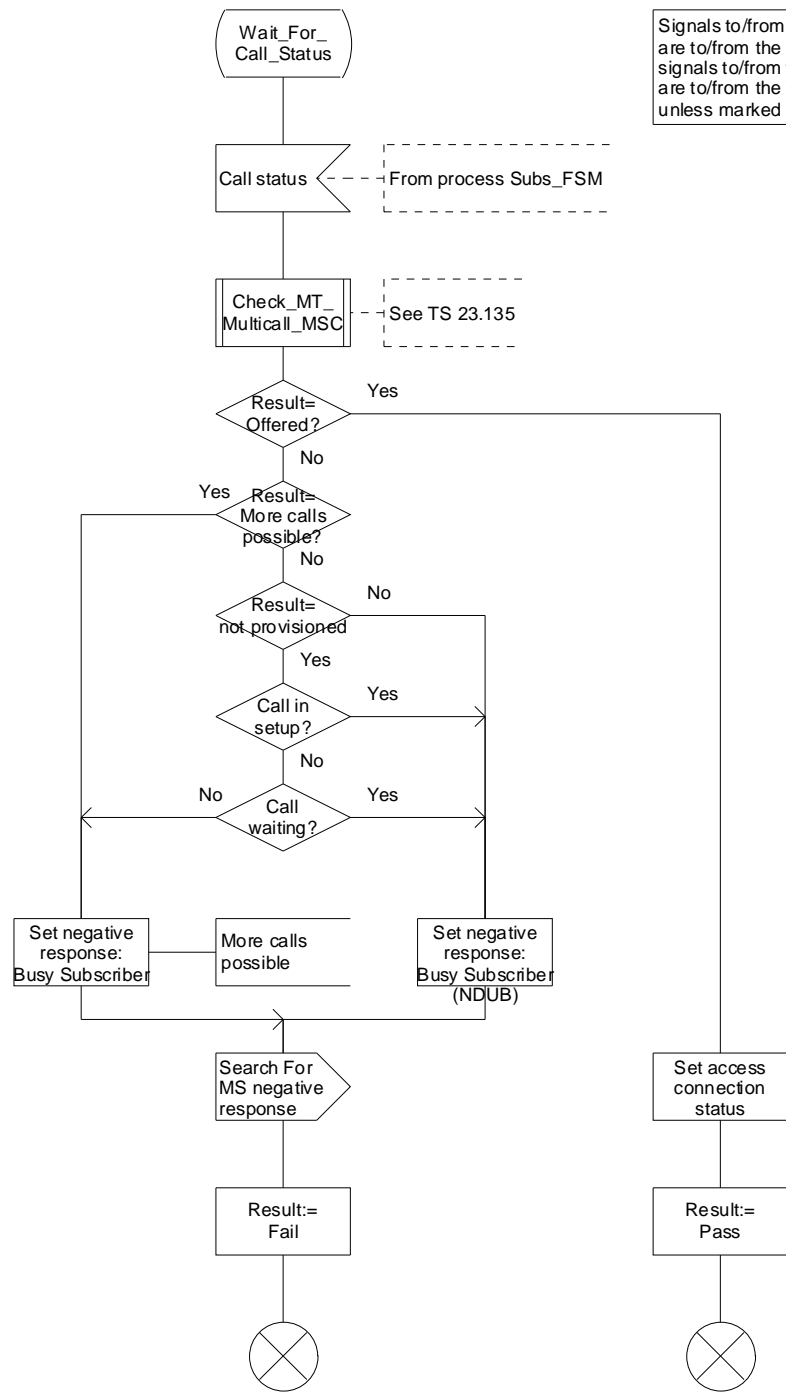 Wait_For_
Call_Status
Signals to/from
are to/from the
signals to/from
are to/from the
unless marked
Call status
From process Subs_FSM
Check_MT_
Multicall_MSC
See TS 23.135
Result=
Offered?
Yes
No
Yes
Result=
More calls
possible?
No
Result=
not provisioned
No
Yes
Call in
setup?
Yes
No
No
Call
waiting?
Yes
Set negative
response:
Busy Subscriber
More calls
possible
Set negative
response:
Busy Subscriber
(NDUB)
Search For
MS negative
response
Set access
connection
status
Result:=
Fail
Result:=
Pass